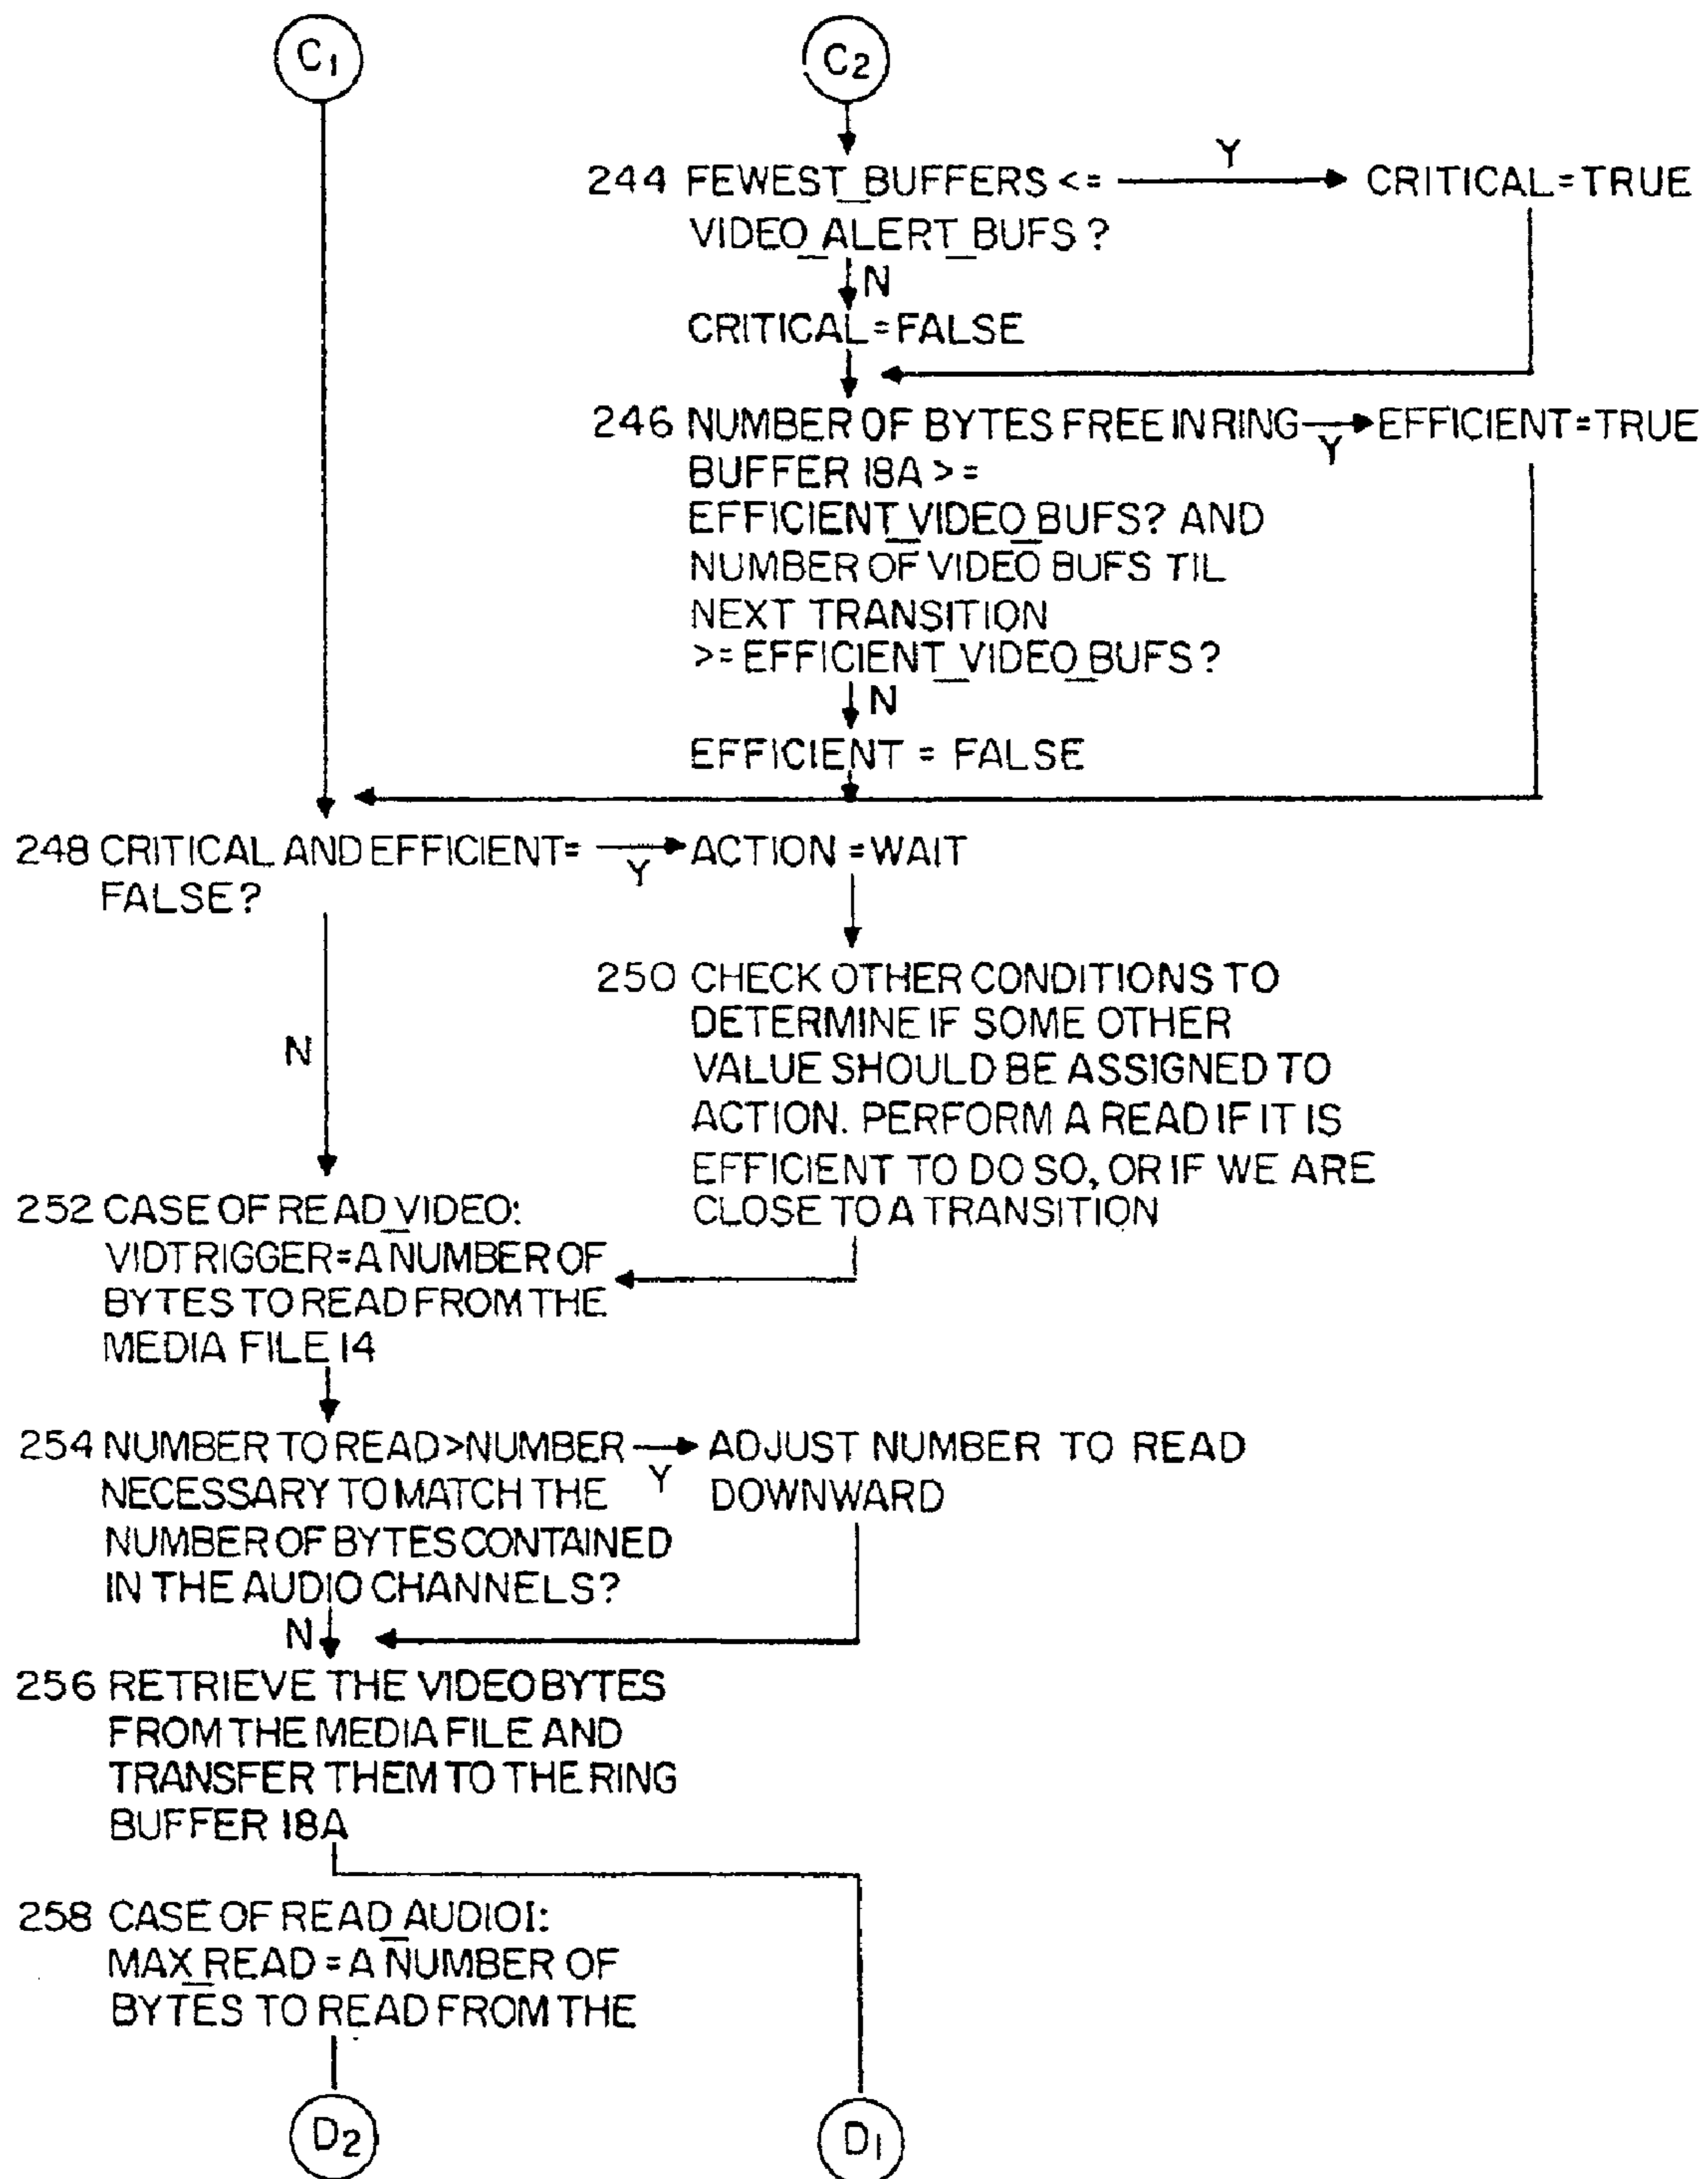 C1
C2
244 FEWEST_BUFFERS <=
VIDEO_ALERT_BUFS?
Y
CRITICAL=TRUE
N
CRITICAL=FALSE
246 NUMBER OF BYTES FREE IN RING
BUFFER 18A >=
EFFICIENT_VIDEO_BUFS? AND
NUMBER OF VIDEO BUFS TIL
NEXT TRANSITION
>=EFFICIENT_VIDEO_BUFS?
Y
EFFICIENT=TRUE
N
EFFICIENT = FALSE
248 CRITICAL AND EFFICIENT=
FALSE?
Y
ACTION =WAIT
N
250 CHECK OTHER CONDITIONS TO
DETERMINE IF SOME OTHER
VALUE SHOULD BE ASSIGNED TO
ACTION. PERFORM A READ IF IT IS
EFFICIENT TO DO SO, OR IF WE ARE
CLOSE TO A TRANSITION
252 CASE OF READ_VIDEO:
VIDTRIGGER=A NUMBER OF
BYTES TO READ FROM THE
MEDIA FILE 14
254 NUMBER TO READ>NUMBER
NECESSARY TO MATCH THE
NUMBER OF BYTES CONTAINED
IN THE AUDIO CHANNELS?
Y
ADJUST NUMBER TO READ
DOWNWARD
N
256 RETRIEVE THE VIDEO BYTES
FROM THE MEDIA FILE AND
TRANSFER THEM TO THE RING
BUFFER 18A
258 CASE OF READ_AUDIO1:
MAX_READ = A NUMBER OF
BYTES TO READ FROM THE
D2
D1